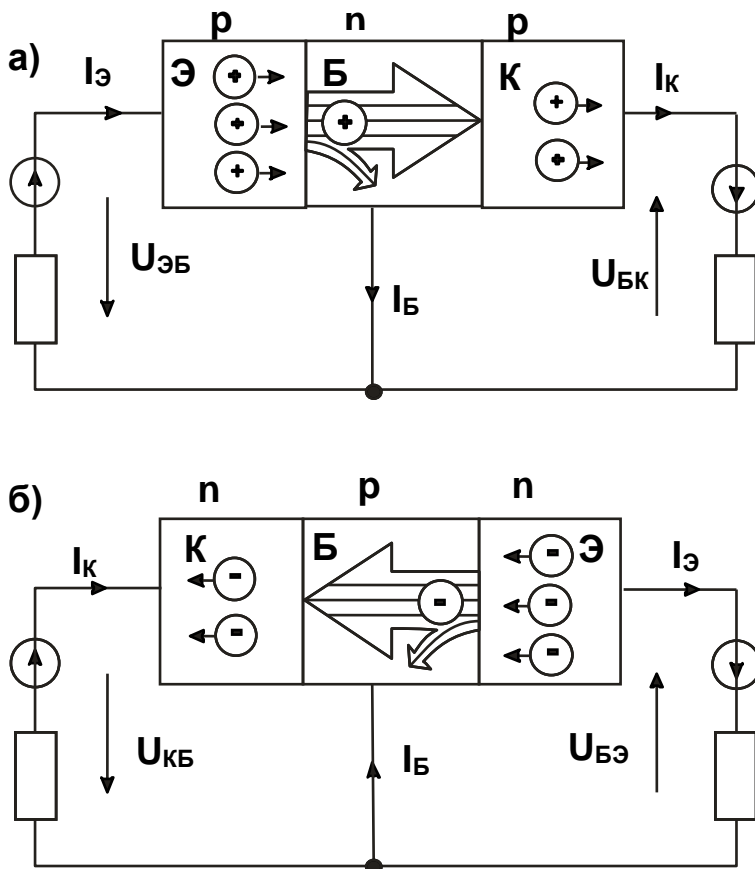 p n p
а)
Iэ Э Б К Iк
+ + + + + +
UЭБ UБК
IБ
n p n
б)
Iк К Б Э Iэ
- - - - - -
UКБ UБЭ
IБ